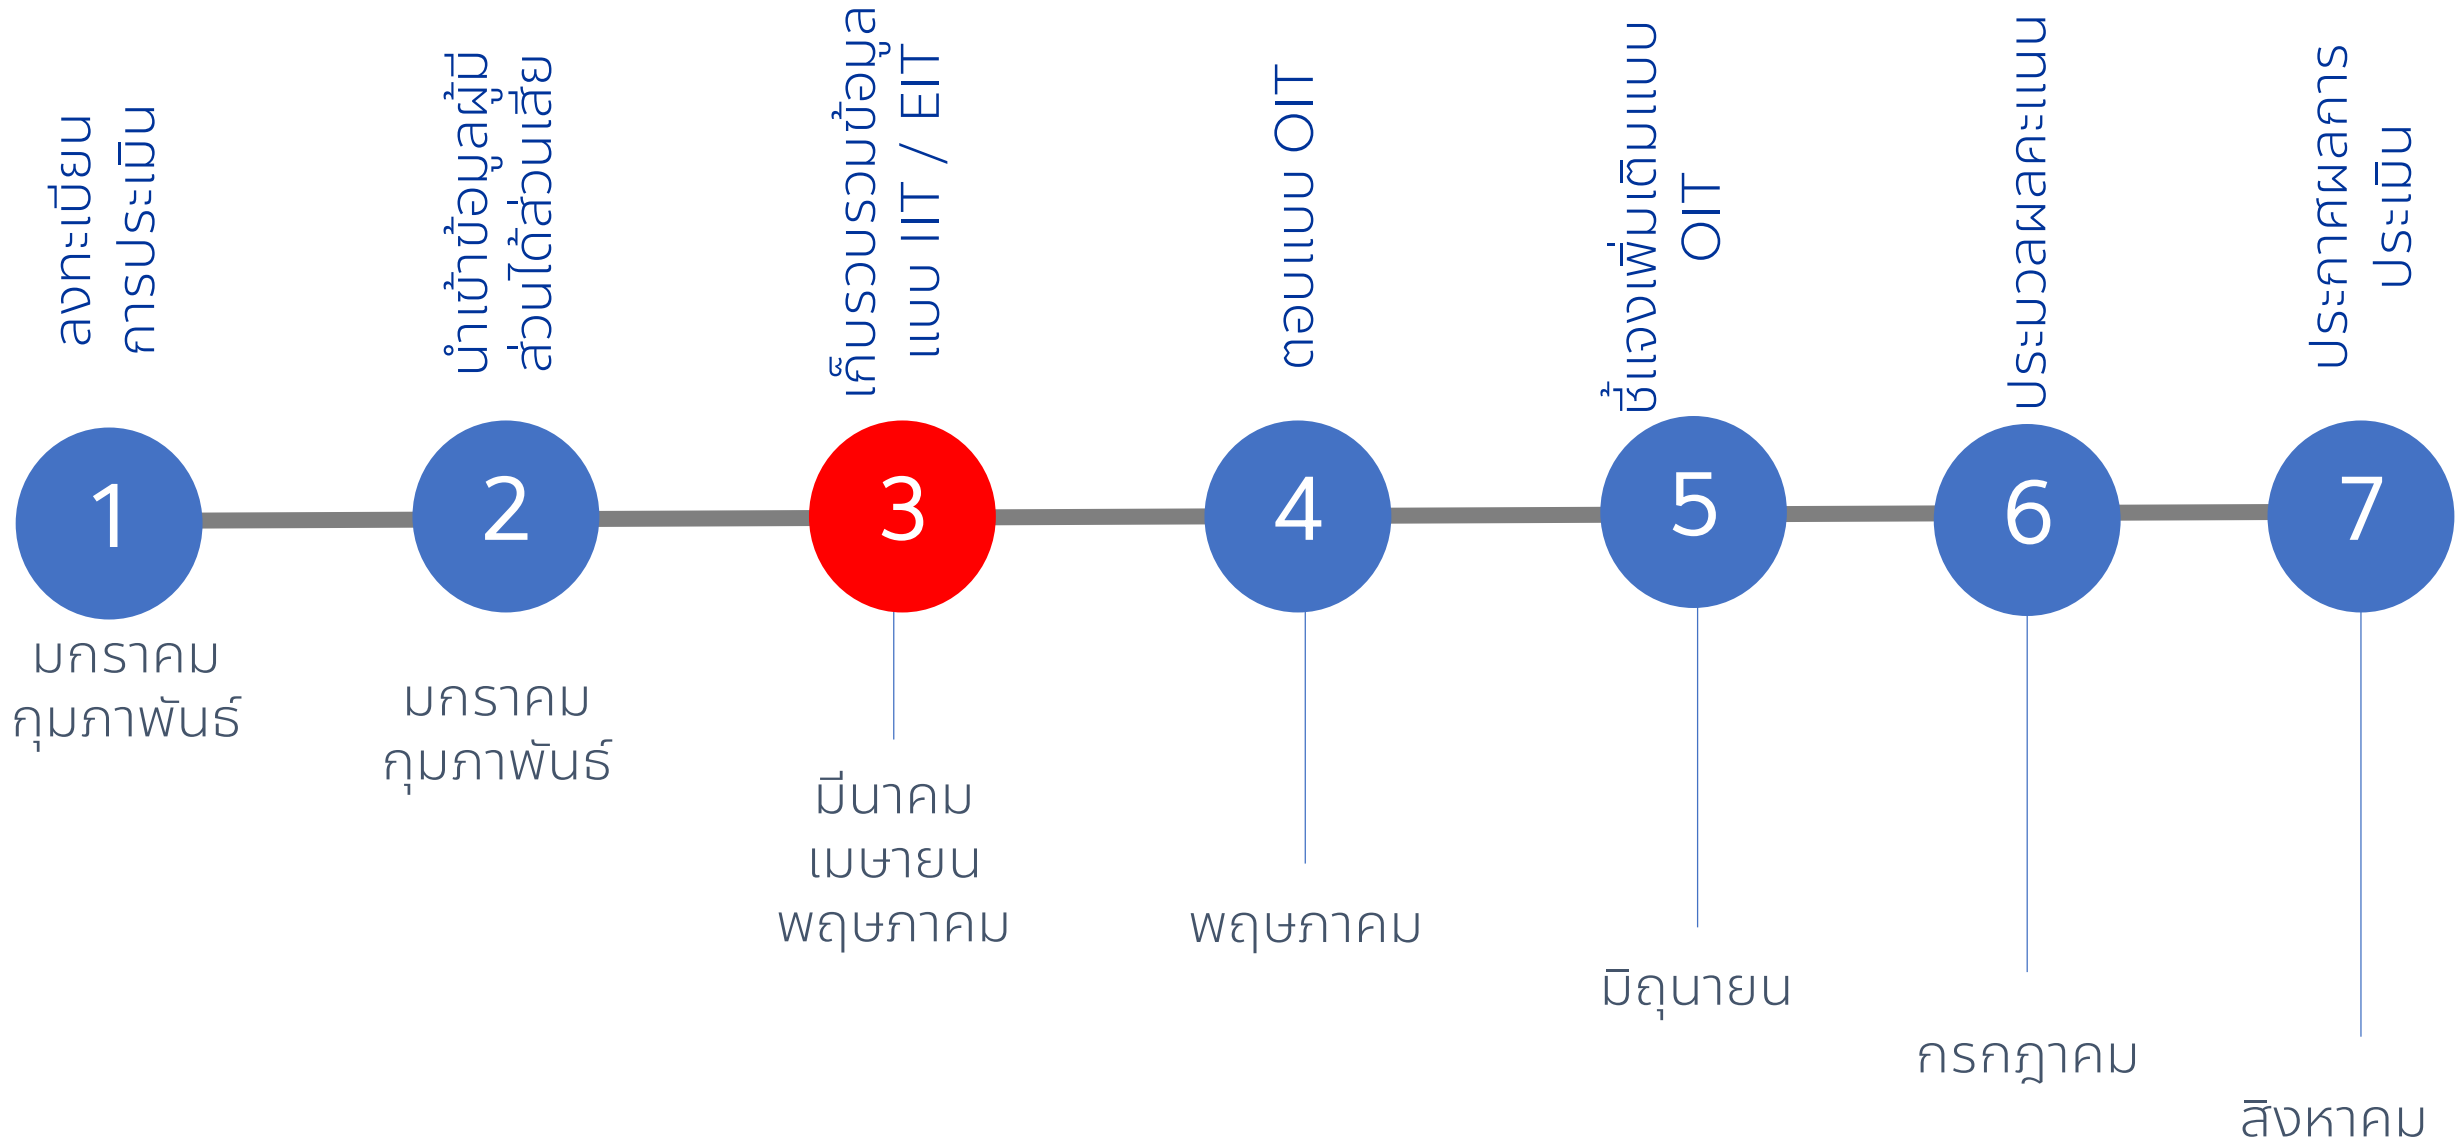 ลงทะเบียน
การประเมิน
นำเข้าข้อมูลผู้มี
ส่วนได้ส่วนเสีย
เก็บรวบรวมข้อมูล
แบบ IIT / EIT
ตอบแบบ OIT
ชี้แจงเพิ่มเติมแบบ
OIT
ประมวลผลคะแนน
ประกาศผลการ
ประเมิน
1
2
3
4
5
6
7
มกราคม
กุมภาพันธ์
มกราคม
กุมภาพันธ์
มีนาคม
เมษายน
พฤษภาคม
พฤษภาคม
มิถุนายน
กรกฎาคม
สิงหาคม